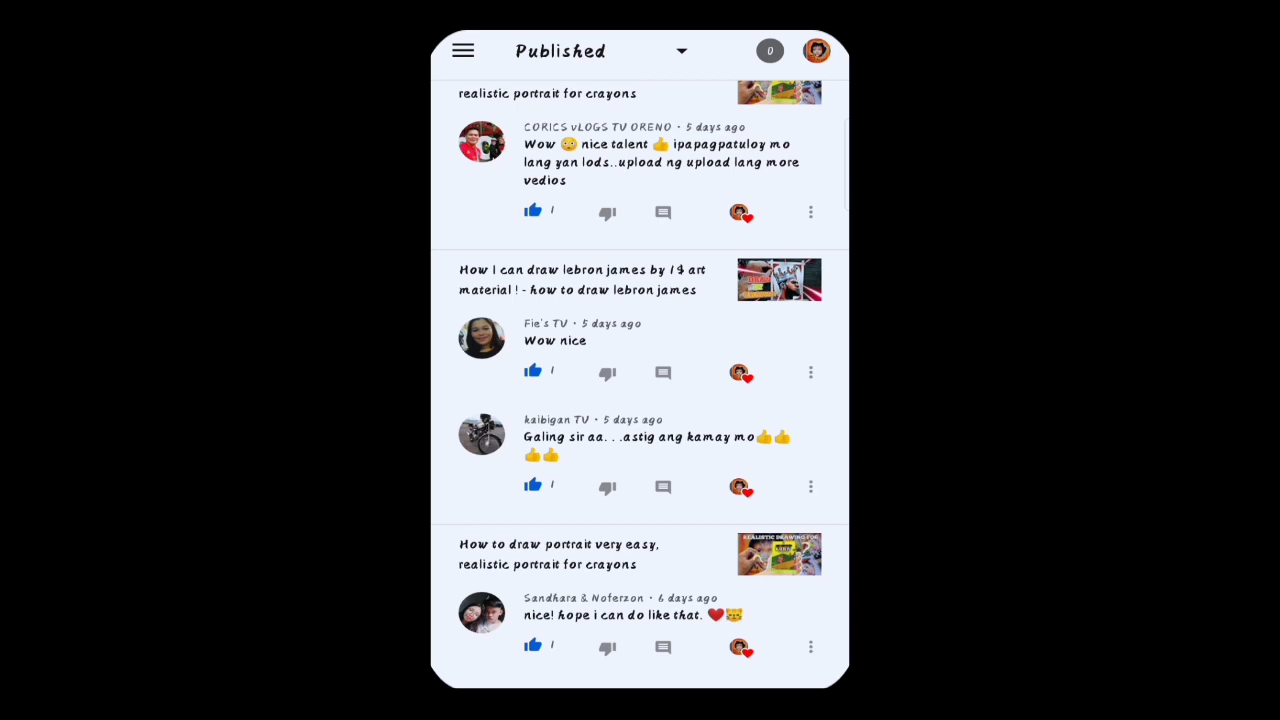 Published
0
realistic portrait for crayons
CORICS vLOGS TV ORENO • 5 days ago
Wow 😳 nice talent 👍 ipapagpatuloy mo
lang yan lods..upload ng upload lang more
vedios
1
How I can draw lebron james by 1$ art
material ! - how to draw lebron james
Fie's TV • 5 days ago
Wow nice
1
kaibigan TV • 5 days ago
Galing sir aa. . .astig ang kamay mo👍👍
👍👍
1
How to draw portrait very easy,
realistic portrait for crayons
REALISTIC DRAWING FOR
Sandhara & Noferzon • 6 days ago
nice! hope i can do like that. ❤️😹
1